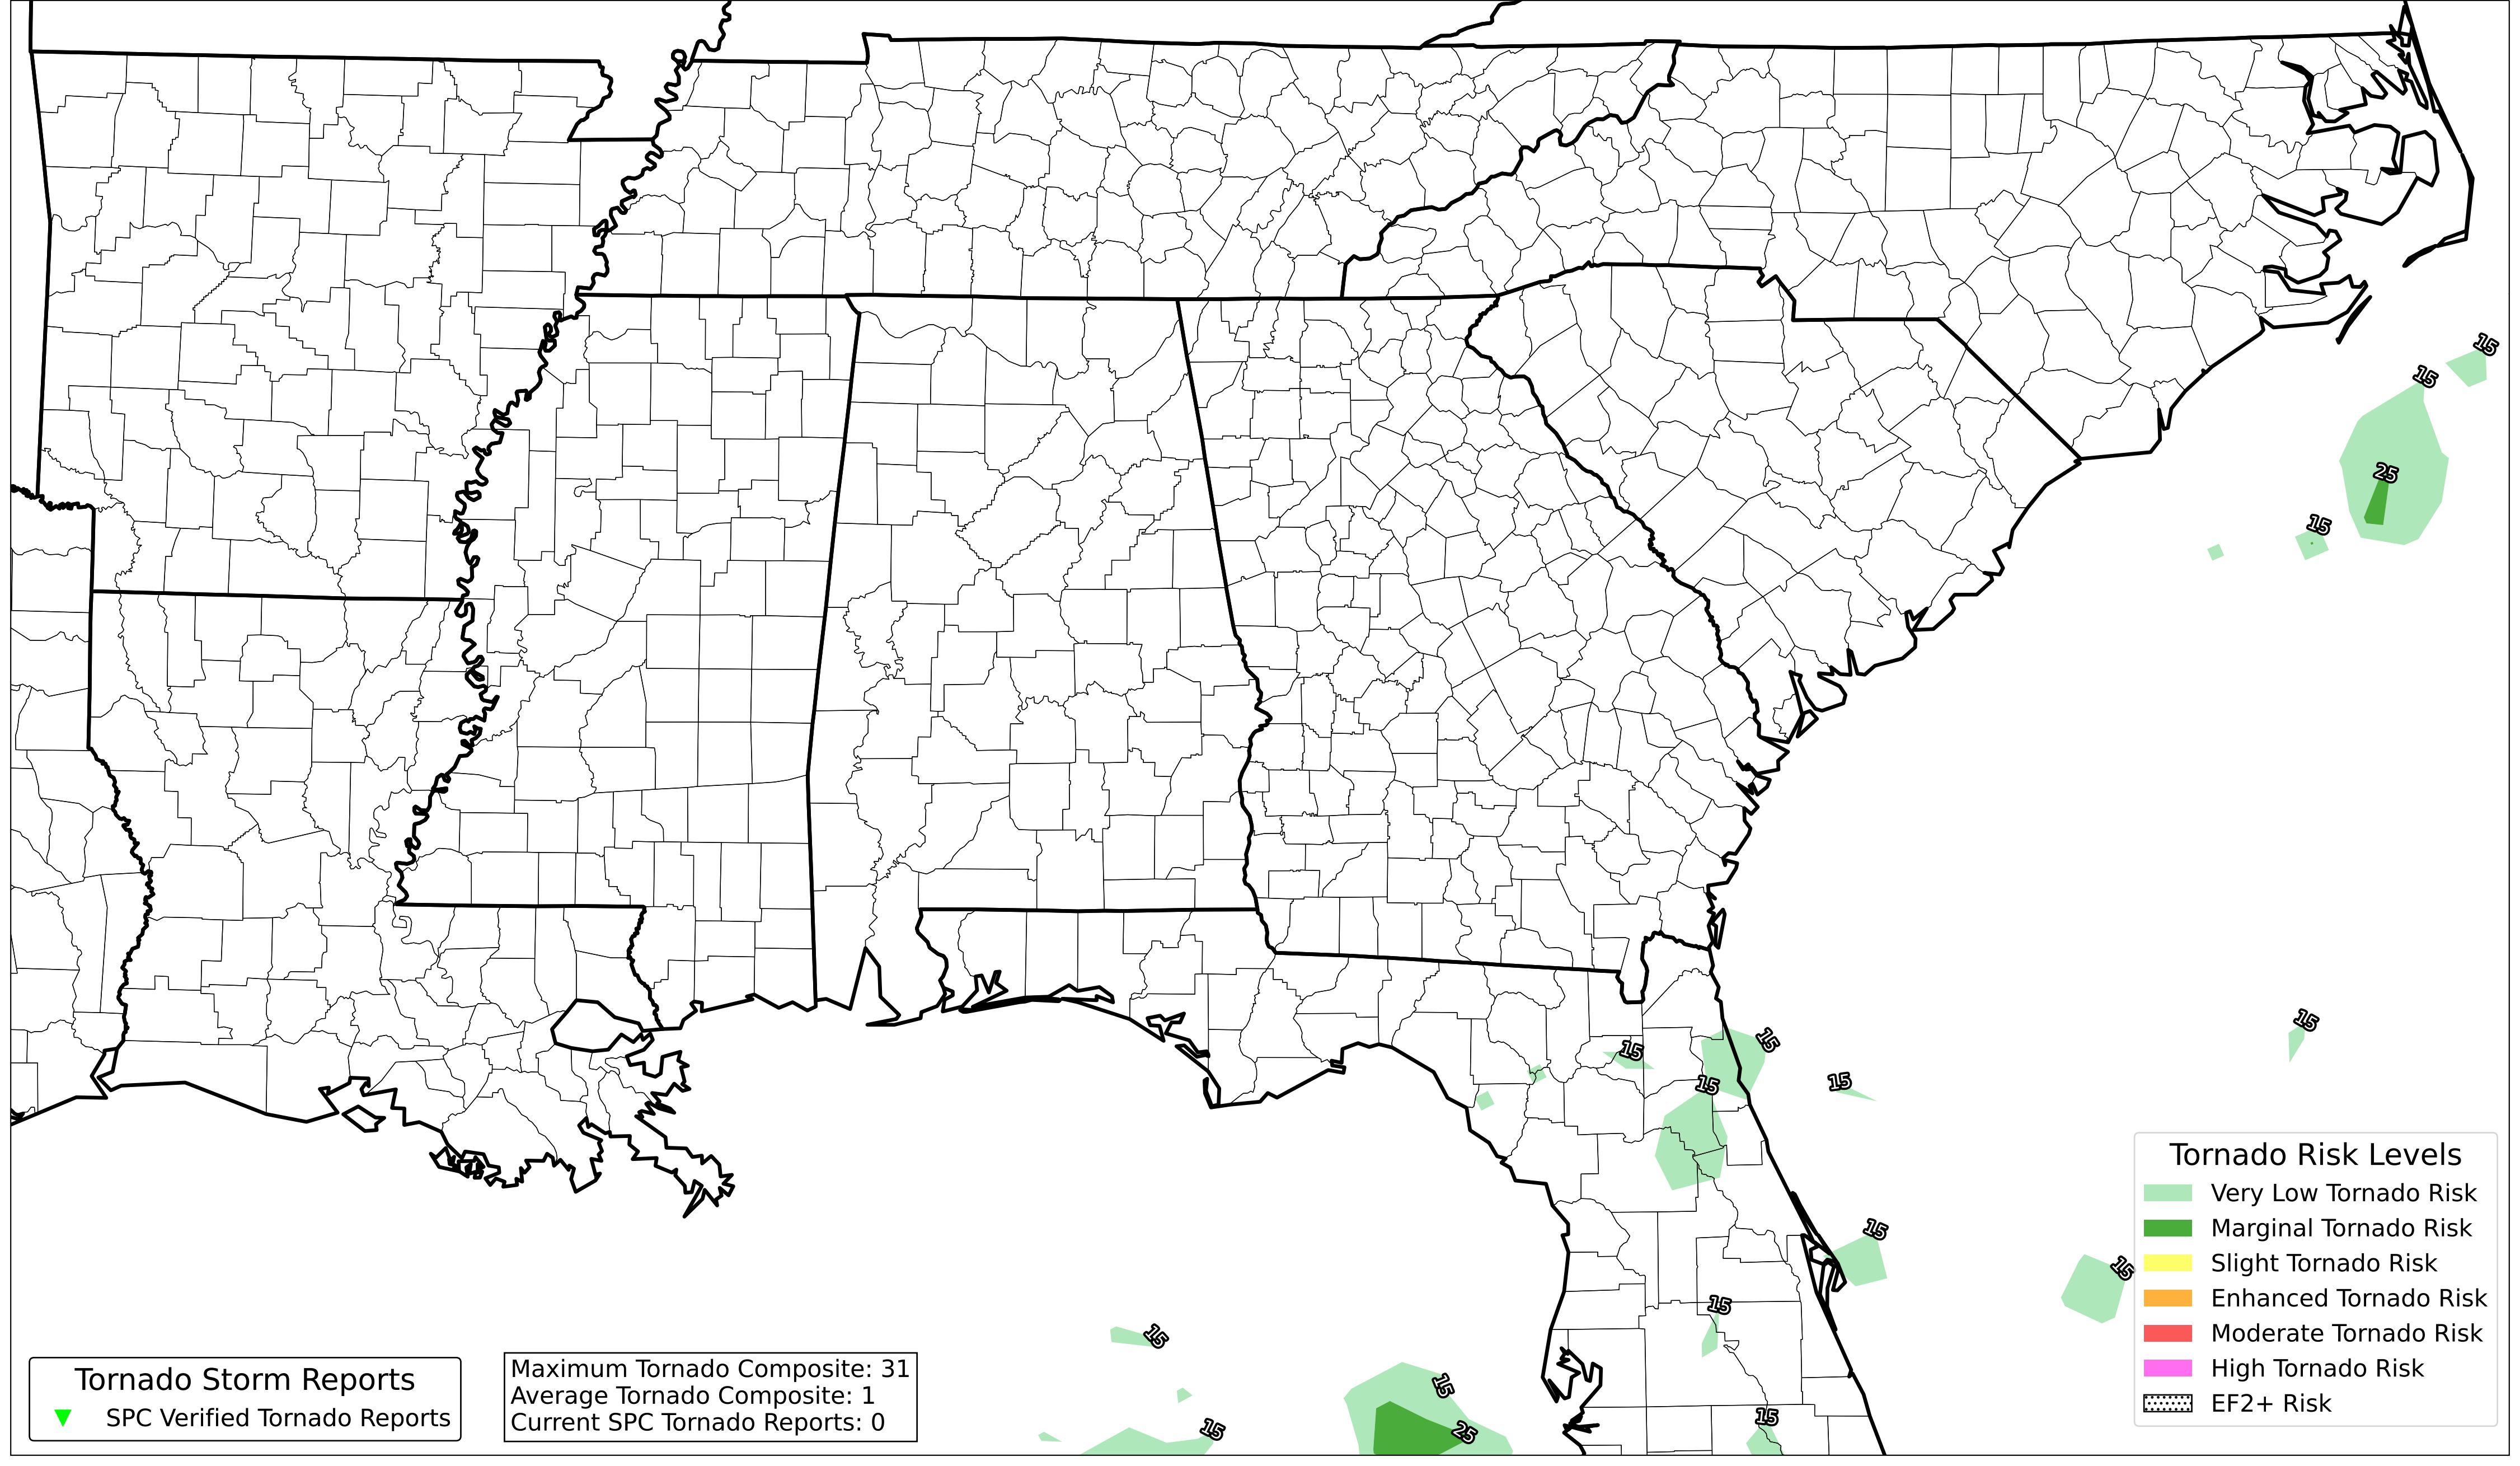 15
15
25
15
15
15
15
15
15
15
15
15
15
15
25
15
15
Tornado Risk Levels
Very Low Tornado Risk
Marginal Tornado Risk
Slight Tornado Risk
Enhanced Tornado Risk
Moderate Tornado Risk
High Tornado Risk
EF2+ Risk
Tornado Storm Reports
SPC Verified Tornado Reports
Maximum Tornado Composite: 31
Average Tornado Composite: 1
Current SPC Tornado Reports: 0